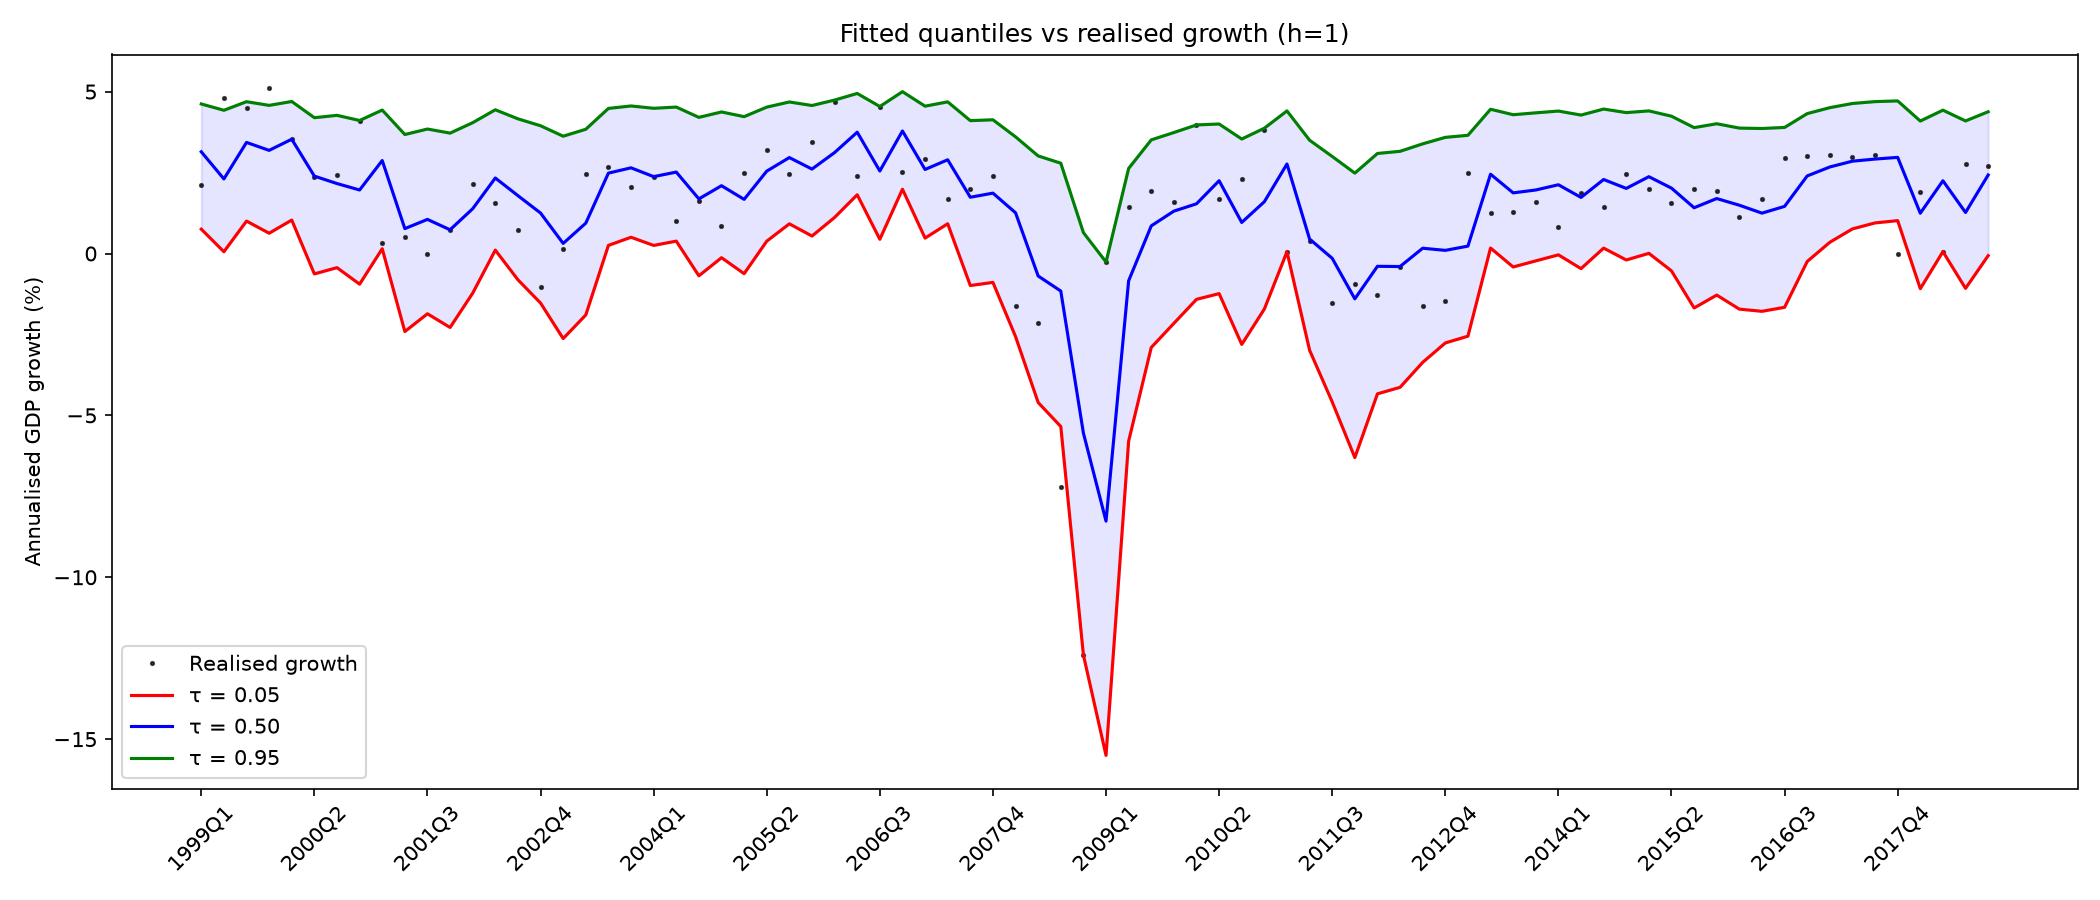 Fitted quantiles vs realised growth (h=1)
Annualised GDP growth (%)
5
0
−5
−10
−15
Realised growth
τ = 0.05
τ = 0.50
τ = 0.95
1999Q1
2000Q2
2001Q3
2002Q4
2004Q1
2005Q2
2006Q3
2007Q4
2009Q1
2010Q2
2011Q3
2012Q4
2014Q1
2015Q2
2016Q3
2017Q4